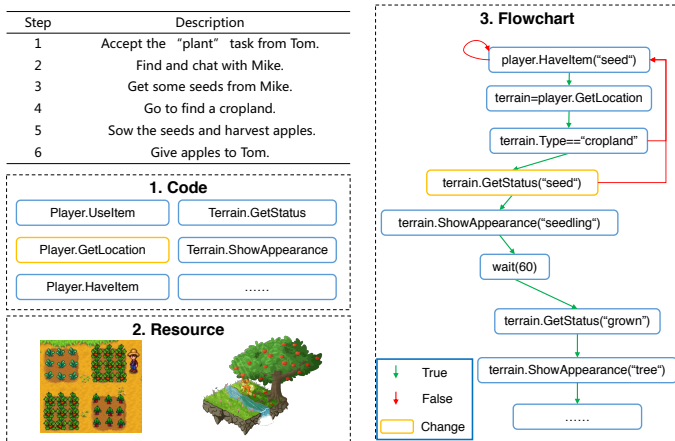 Step Description
1 Accept the “plant” task from Tom.
2 Find and chat with Mike.
3 Get some seeds from Mike.
4 Go to find a cropland.
5 Sow the seeds and harvest apples.
6 Give apples to Tom.
1. Code
Player.UseItem Terrain.GetStatus
Player.GetLocation Terrain.ShowAppearance
Player.HaveItem ......
2. Resource
3. Flowchart
player.HaveItem(“seed“)
terrain=player.GetLocation
terrain.Type==“cropland”
terrain.GetStatus(“seed“)
terrain.ShowAppearance(“seedling“)
wait(60)
terrain.GetStatus(“grown”)
terrain.ShowAppearance(“tree“)
......
True
False
Change